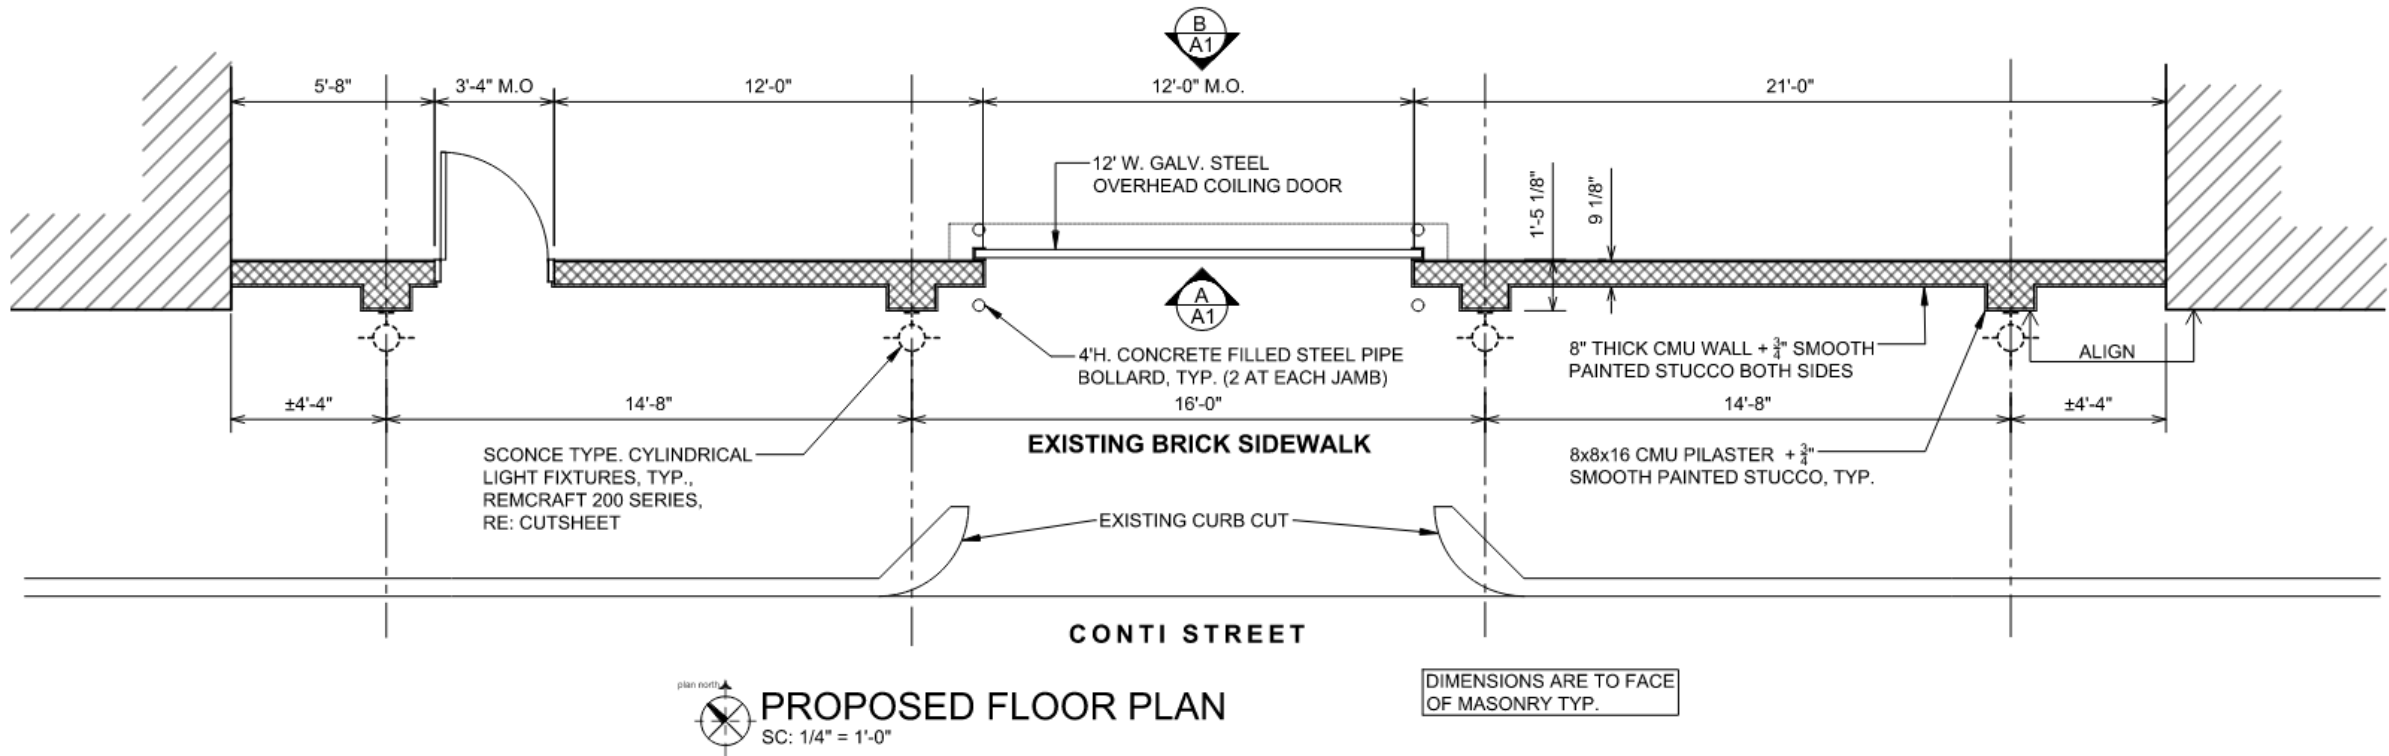 B
A1
5'-8"
3'-4" M.O
12'-0"
12'-0" M.O.
21'-0"
12' W. GALV. STEEL
OVERHEAD COILING DOOR
1'-5 1/8"
9 1/8"
A
A1
4'H. CONCRETE FILLED STEEL PIPE
BOLLARD, TYP. (2 AT EACH JAMB)
8" THICK CMU WALL + 3/4" SMOOTH
PAINTED STUCCO BOTH SIDES
ALIGN
±4'-4"
14'-8"
16'-0"
14'-8"
±4'-4"
EXISTING BRICK SIDEWALK
SCONCE TYPE. CYLINDRICAL
LIGHT FIXTURES, TYP.,
REMCRAFT 200 SERIES,
RE: CUTSHEET
8x8x16 CMU PILASTER + 3/4"
SMOOTH PAINTED STUCCO, TYP.
EXISTING CURB CUT
CONTI STREET
plan north
PROPOSED FLOOR PLAN
SC: 1/4" = 1'-0"
DIMENSIONS ARE TO FACE
OF MASONRY TYP.